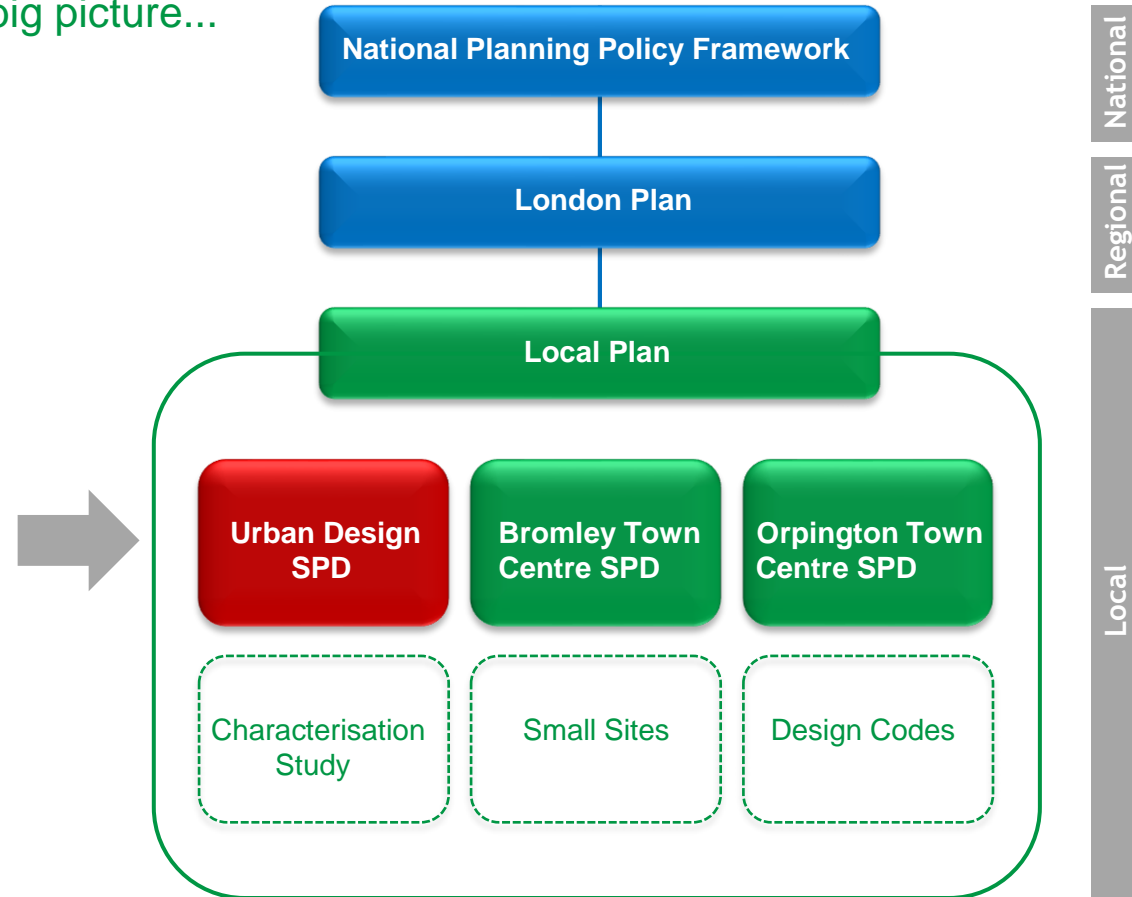 big picture...
National Planning Policy Framework
National
London Plan
Regional
Local Plan
Urban Design
SPD
Bromley Town
Centre SPD
Orpington Town
Centre SPD
Local
Characterisation
Study
Small Sites
Design Codes